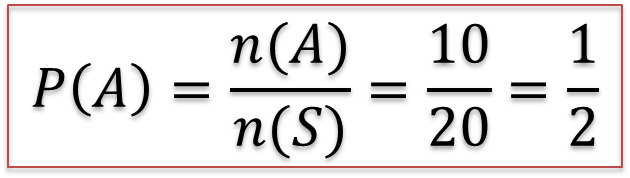 P(A) = n(A)/n(S) = 10/20 = 1/2